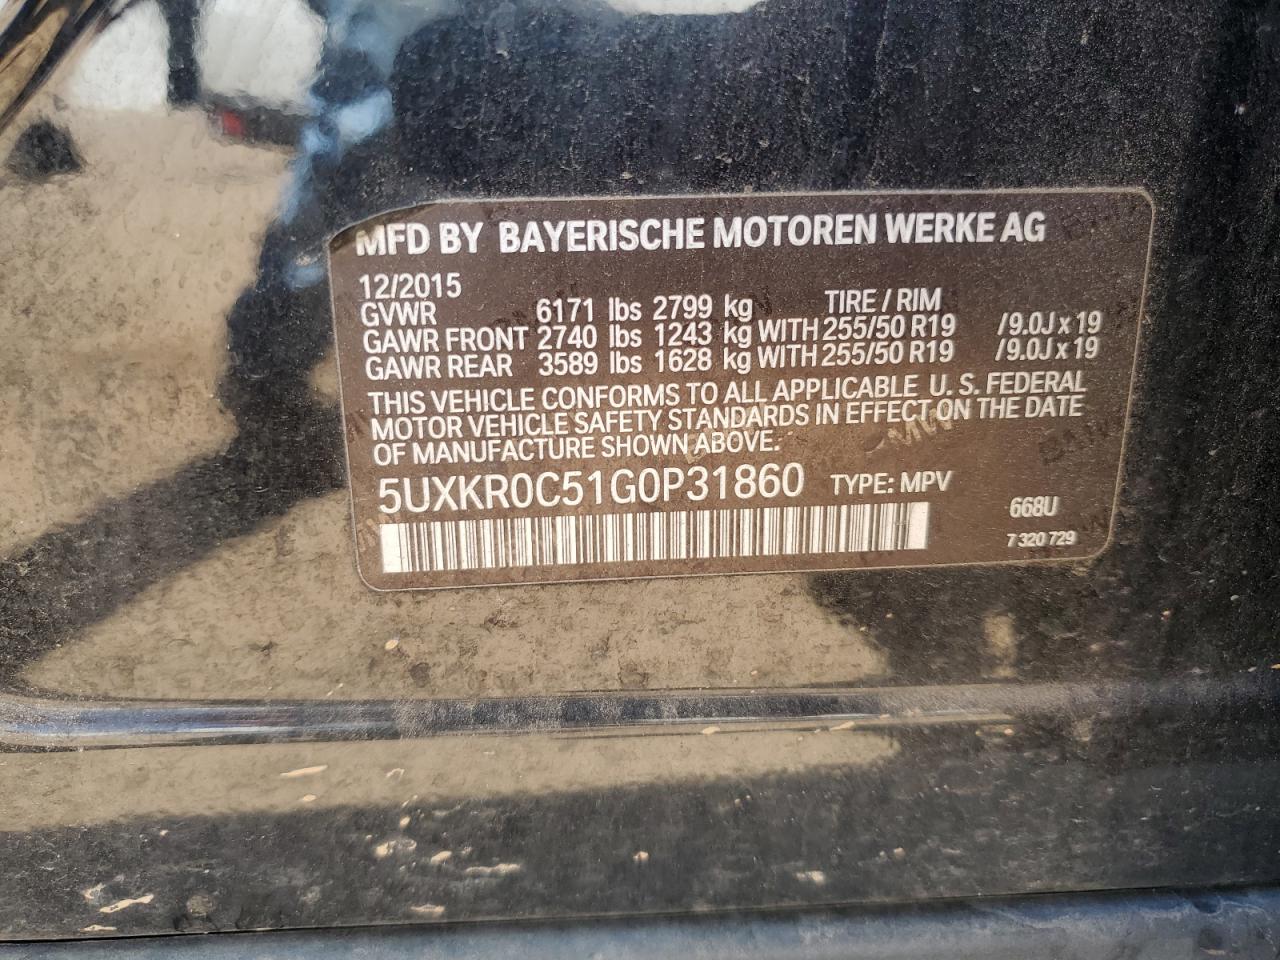 MFD BY BAYERISCHE MOTOREN WERKE AG
12/2015
GVWR 6171 lbs 2799 kg TIRE / RIM
GAWR FRONT 2740 lbs 1243 kg WITH 255/50 R19 /9.0J x 19
GAWR REAR 3589 lbs 1628 kg WITH 255/50 R19 /9.0J x 19
THIS VEHICLE CONFORMS TO ALL APPLICABLE U.S. FEDERAL
MOTOR VEHICLE SAFETY STANDARDS IN EFFECT ON THE DATE
OF MANUFACTURE SHOWN ABOVE.
5UXKR0C51G0P31860 TYPE: MPV
668U
7 320 729